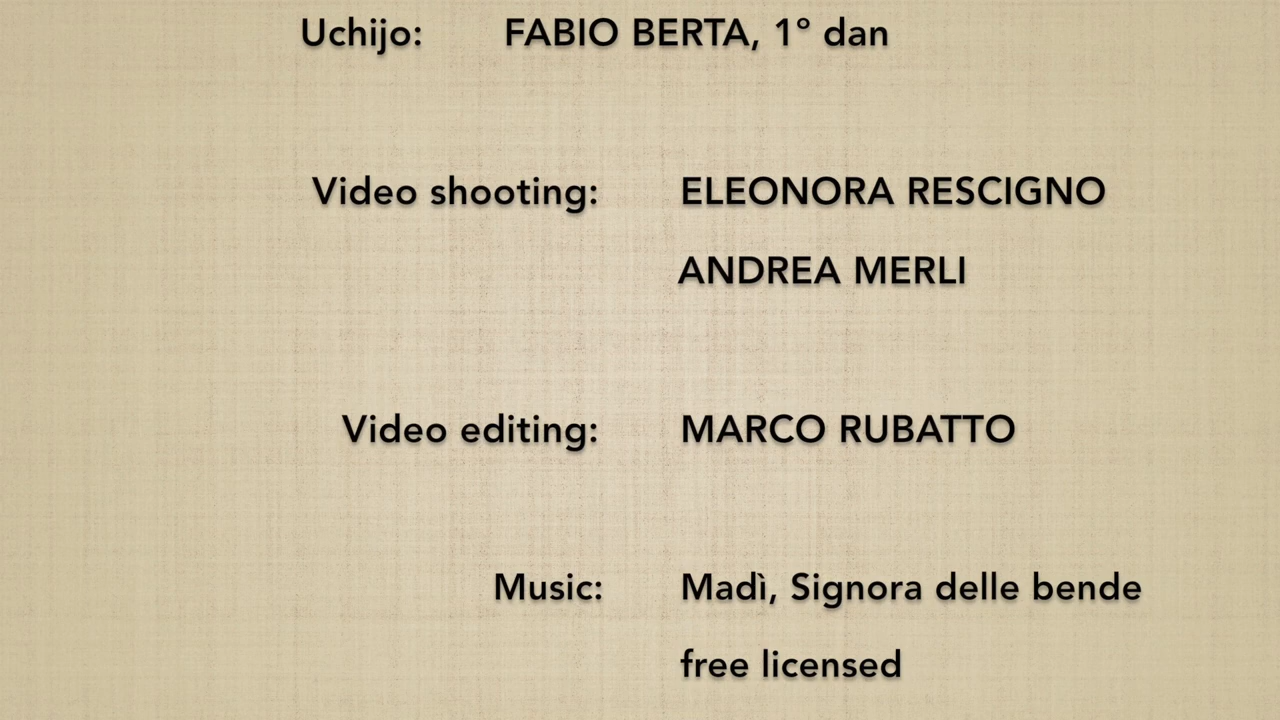 Uchijo: FABIO BERTA, 1° dan
Video shooting: ELEONORA RESCIGNO
ANDREA MERLI
Video editing: MARCO RUBATTO
Music: Madì, Signora delle bende
free licensed